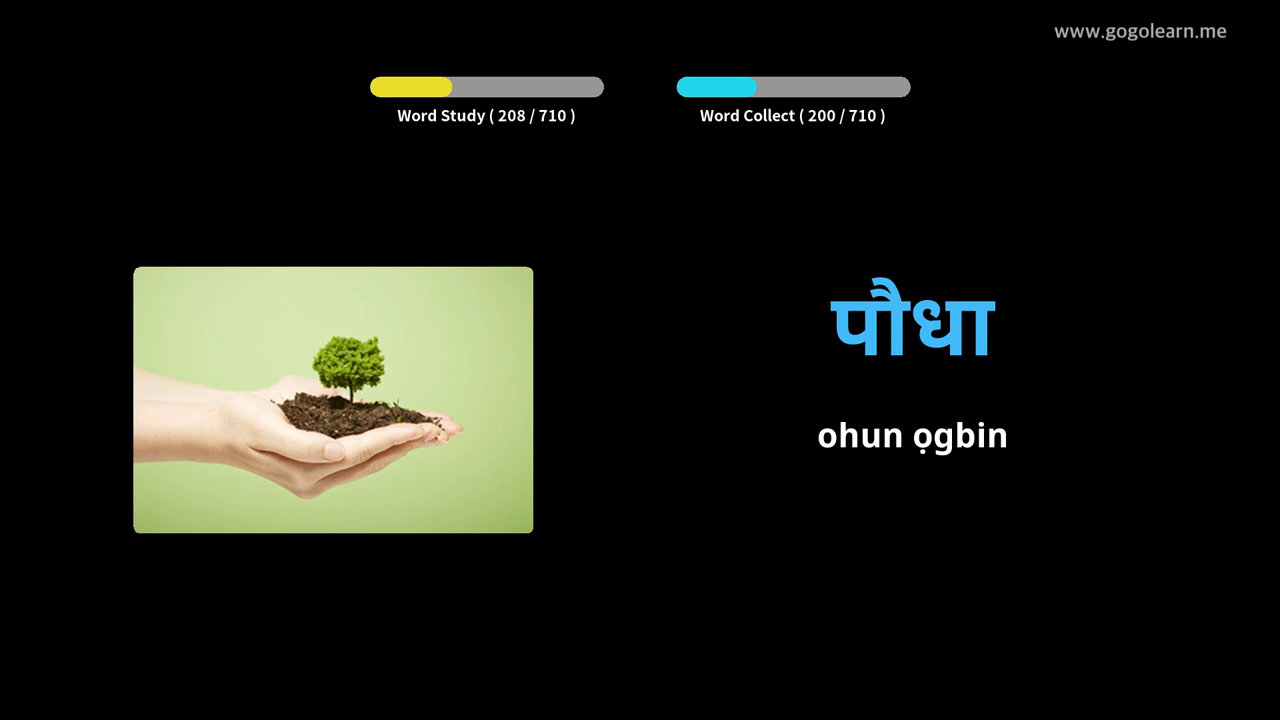 www.gogolearn.me
Word Study ( 208 / 710 )
Word Collect ( 200 / 710 )
पौधा
ohun ọgbin